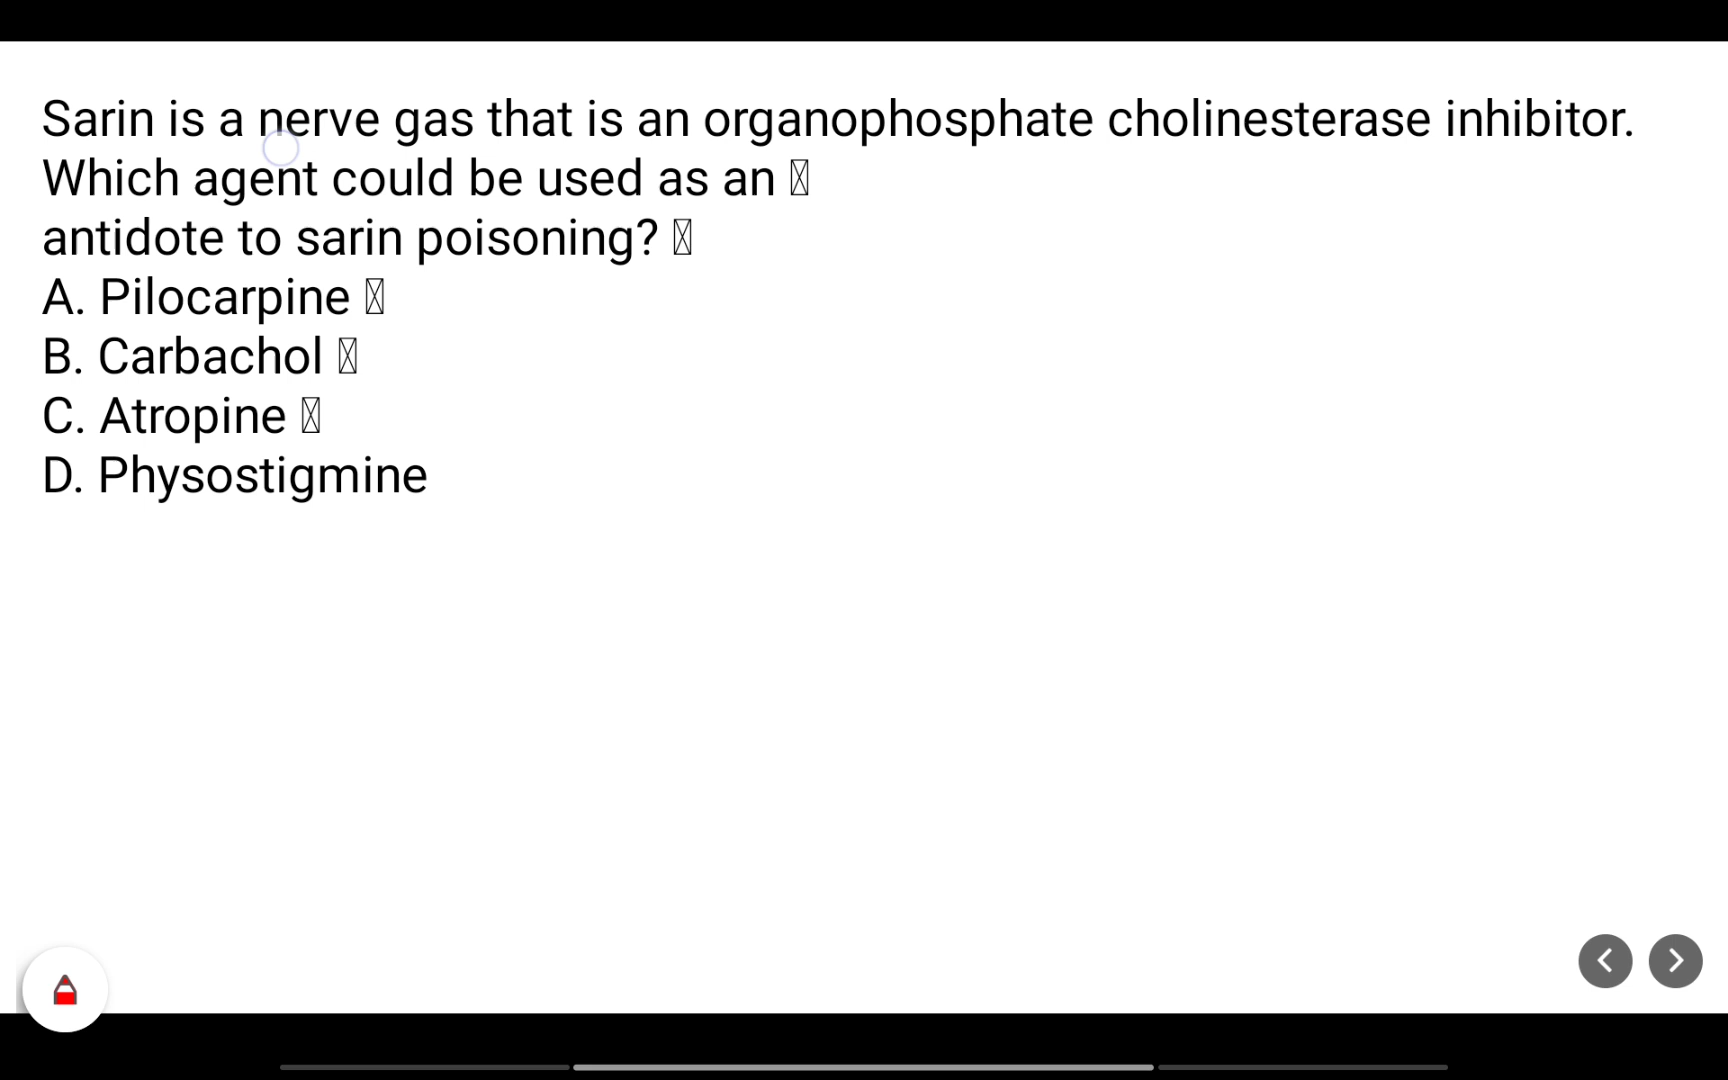 Sarin is a nerve gas that is an organophosphate cholinesterase inhibitor.
Which agent could be used as an
antidote to sarin poisoning?
A. Pilocarpine
B. Carbachol
C. Atropine
D. Physostigmine